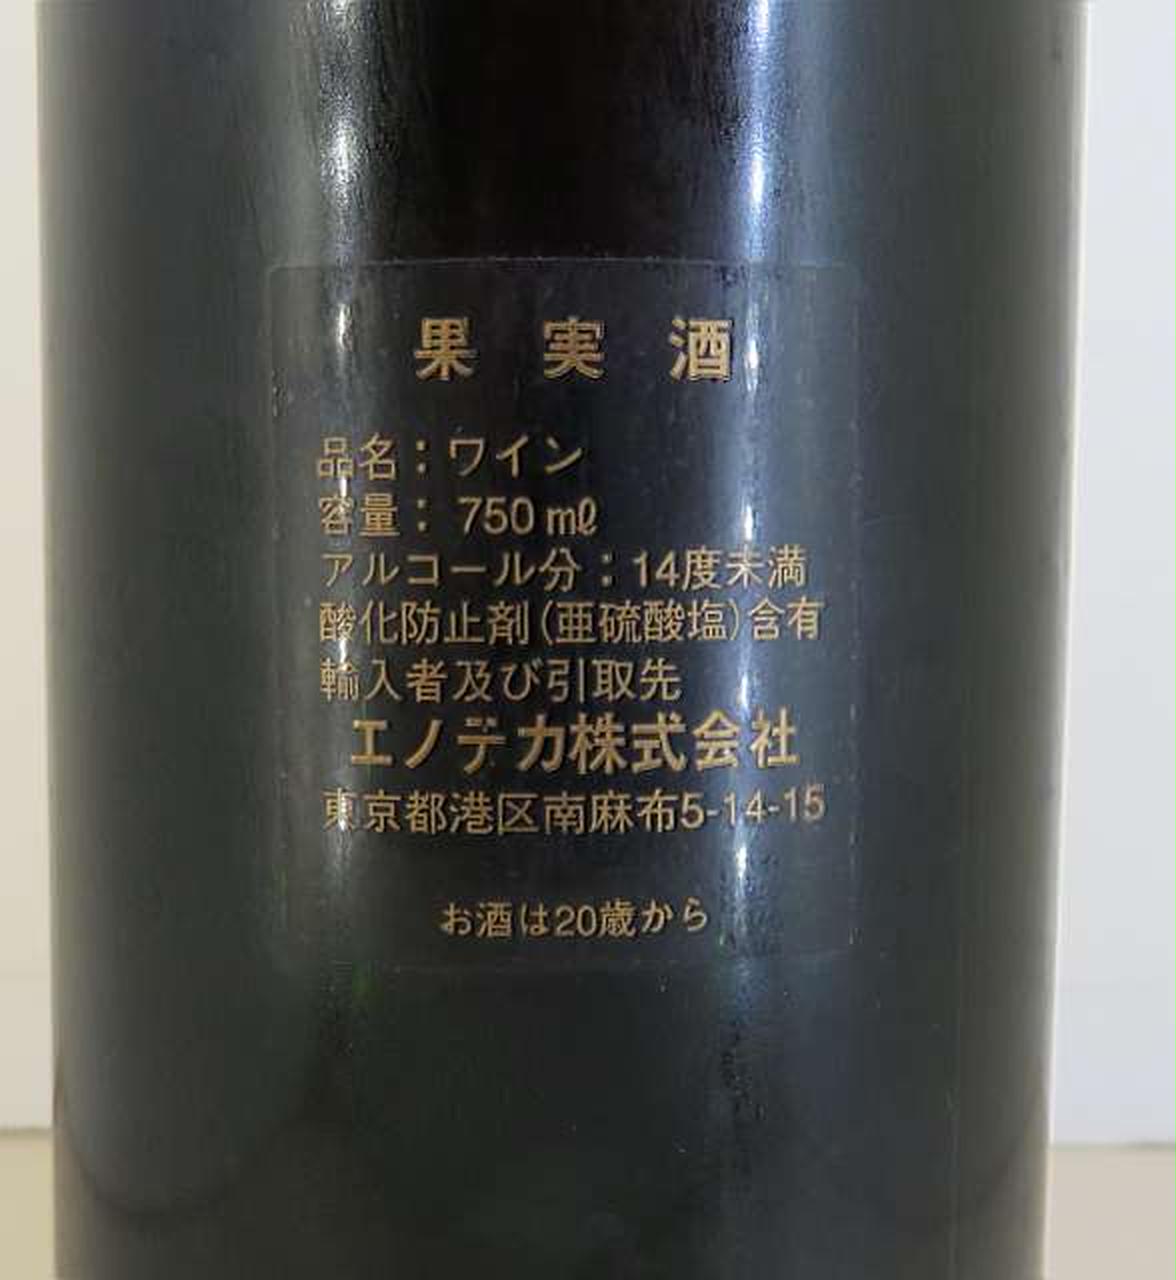 果実酒
品名：ワイン
容量：750㎖
アルコール分：14度未満
酸化防止剤(亜硫酸塩)含有
輸入者及び引取先
エノテカ株式会社
東京都港区南麻布5-14-15
お酒は20歳から